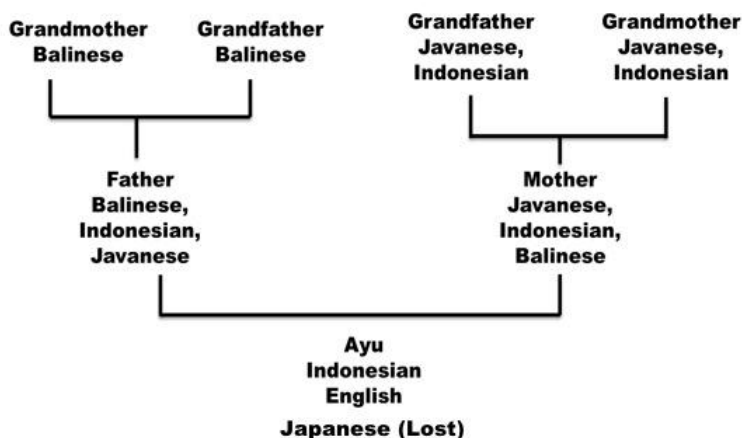 Grandmother
Balinese
Grandfather
Balinese
Grandfather
Javanese,
Indonesian
Grandmother
Javanese,
Indonesian
Father
Balinese,
Indonesian,
Javanese
Mother
Javanese,
Indonesian,
Balinese
Ayu
Indonesian
English
Japanese (Lost)